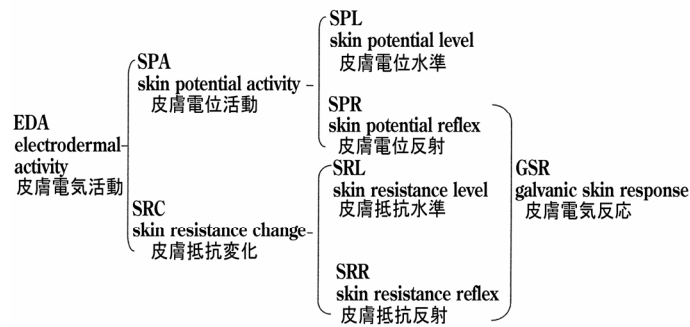 EDA
electrodermal
activity
皮膚電気活動
SPA
skin potential activity
皮膚電位活動
SRC
skin resistance change
皮膚抵抗変化
SPL
skin potential level
皮膚電位水準
SPR
skin potential reflex
皮膚電位反射
SRL
skin resistance level
皮膚抵抗水準
SRR
skin resistance reflex
皮膚抵抗反射
GSR
galvanic skin response
皮膚電気反応